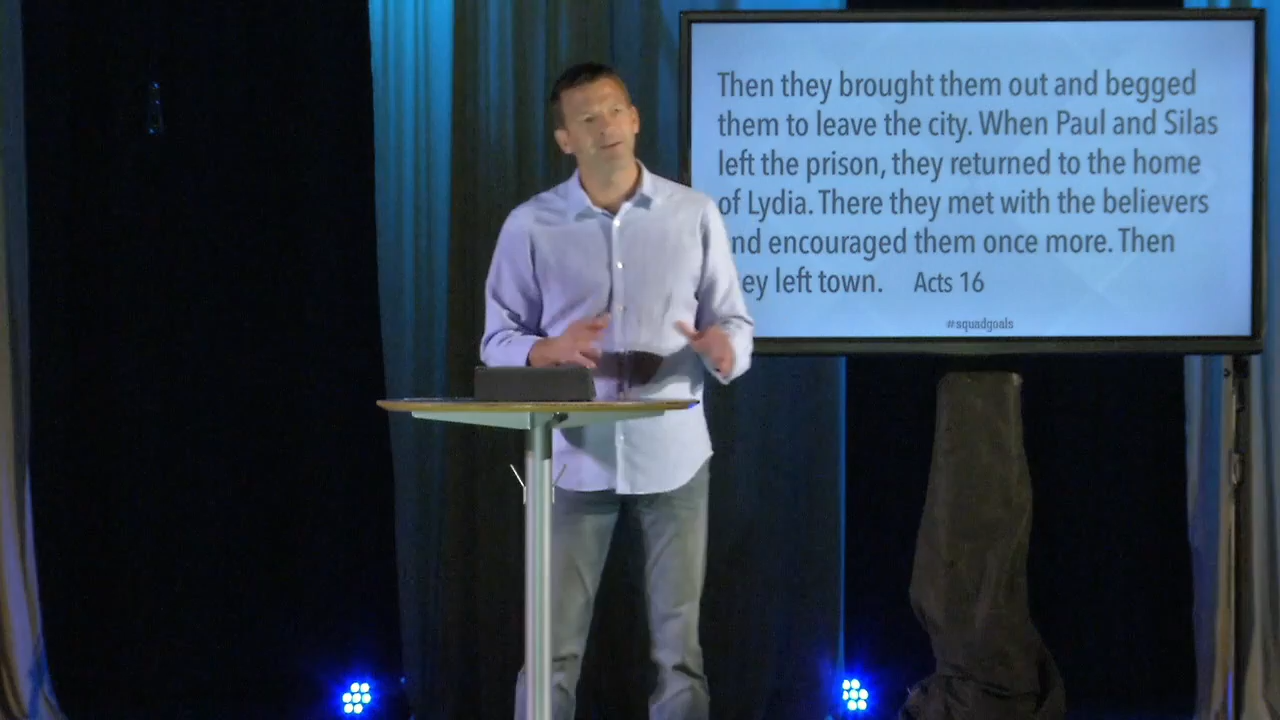 Then they brought them out and begged
them to leave the city. When Paul and Silas
left the prison, they returned to the home
of Lydia. There they met with the believers
nd encouraged them once more. Then
ey left town. Acts 16
#squadgoals